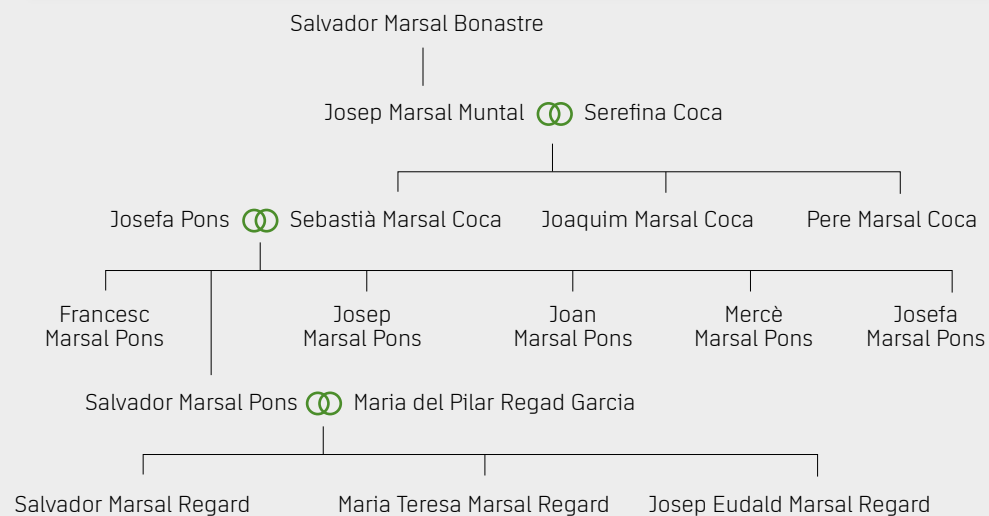 Salvador Marsal Bonastre
Josep Marsal Muntal Serefina Coca
Josefa Pons Sebastià Marsal Coca Joaquim Marsal Coca Pere Marsal Coca
Francesc
Marsal Pons
Josep
Marsal Pons
Joan
Marsal Pons
Mercè
Marsal Pons
Josefa
Marsal Pons
Salvador Marsal Pons Maria del Pilar Regad Garcia
Salvador Marsal Regard Maria Teresa Marsal Regard Josep Eudald Marsal Regard